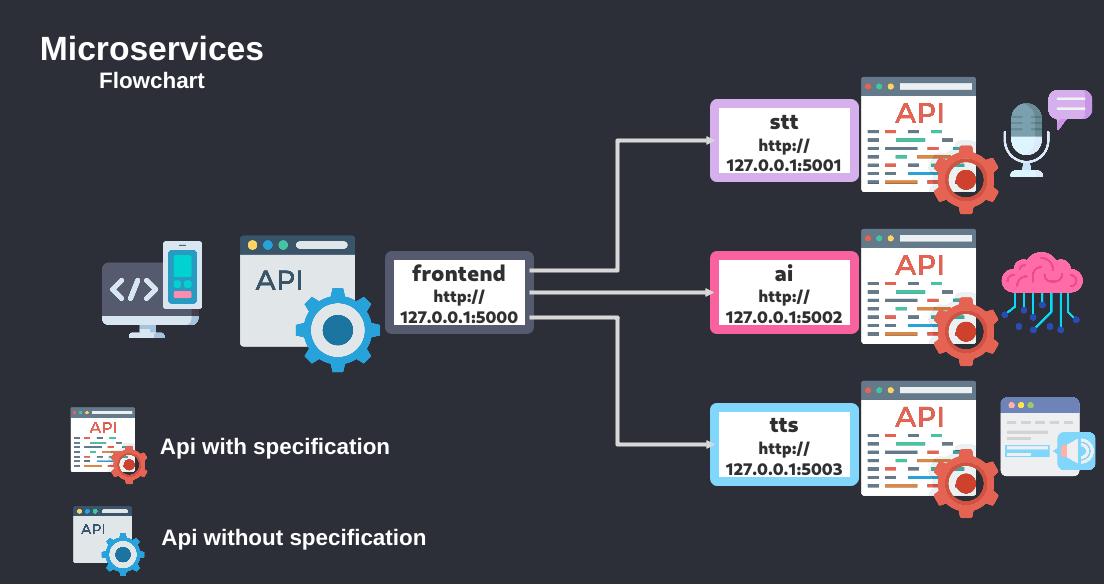 Microservices
Flowchart
stt
http://
127.0.0.1:5001
API
</>
API
frontend
http://
127.0.0.1:5000
ai
http://
127.0.0.1:5002
API
tts
http://
127.0.0.1:5003
API
API
Api with specification
API
Api without specification